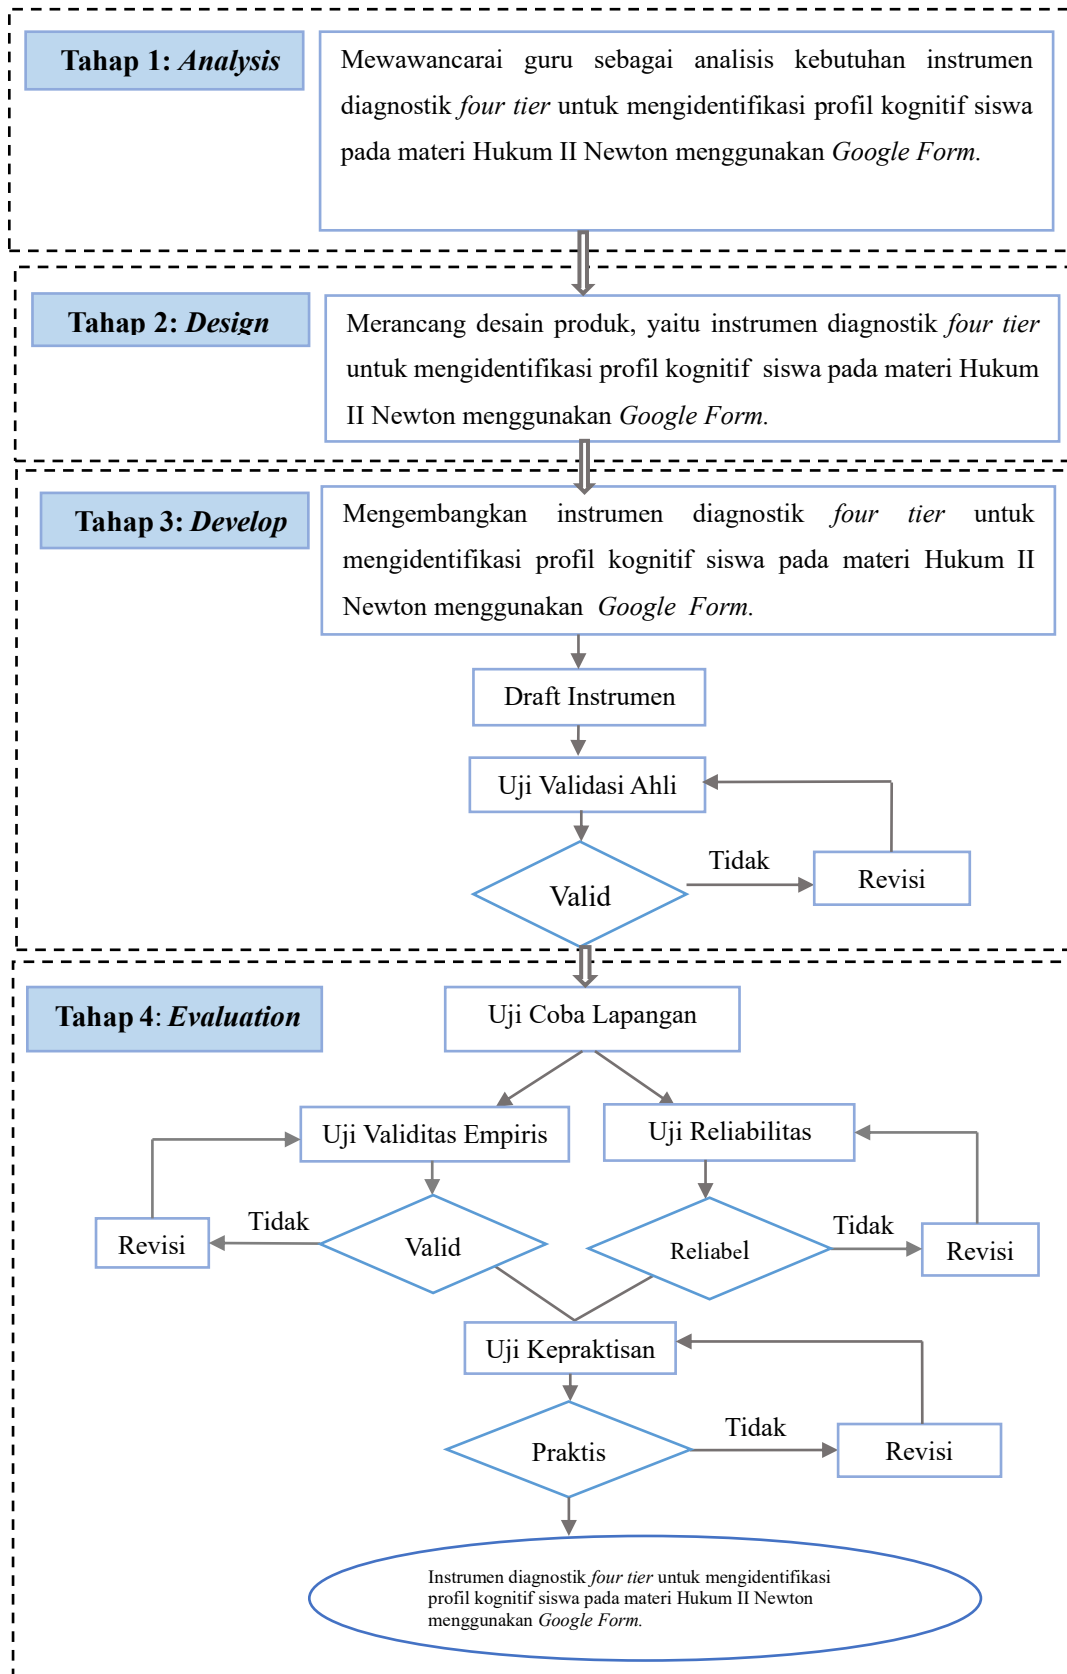 Tahap 1: Analysis
Mewawancarai guru sebagai analisis kebutuhan instrumen
diagnostik four tier untuk mengidentifikasi profil kognitif siswa
pada materi Hukum II Newton menggunakan Google Form.
Tahap 2: Design
Merancang desain produk, yaitu instrumen diagnostik four tier
untuk mengidentifikasi profil kognitif siswa pada materi Hukum
II Newton menggunakan Google Form.
Tahap 3: Develop
Mengembangkan instrumen diagnostik four tier untuk
mengidentifikasi profil kognitif siswa pada materi Hukum II
Newton menggunakan Google Form.
Draft Instrumen
Uji Validasi Ahli
Tidak
Valid
Revisi
Tahap 4: Evaluation
Uji Coba Lapangan
Uji Validitas Empiris
Uji Reliabilitas
Tidak
Revisi
Valid
Reliabel
Tidak
Revisi
Uji Kepraktisan
Tidak
Praktis
Revisi
Instrumen diagnostik four tier untuk mengidentifikasi
profil kognitif siswa pada materi Hukum II Newton
menggunakan Google Form.